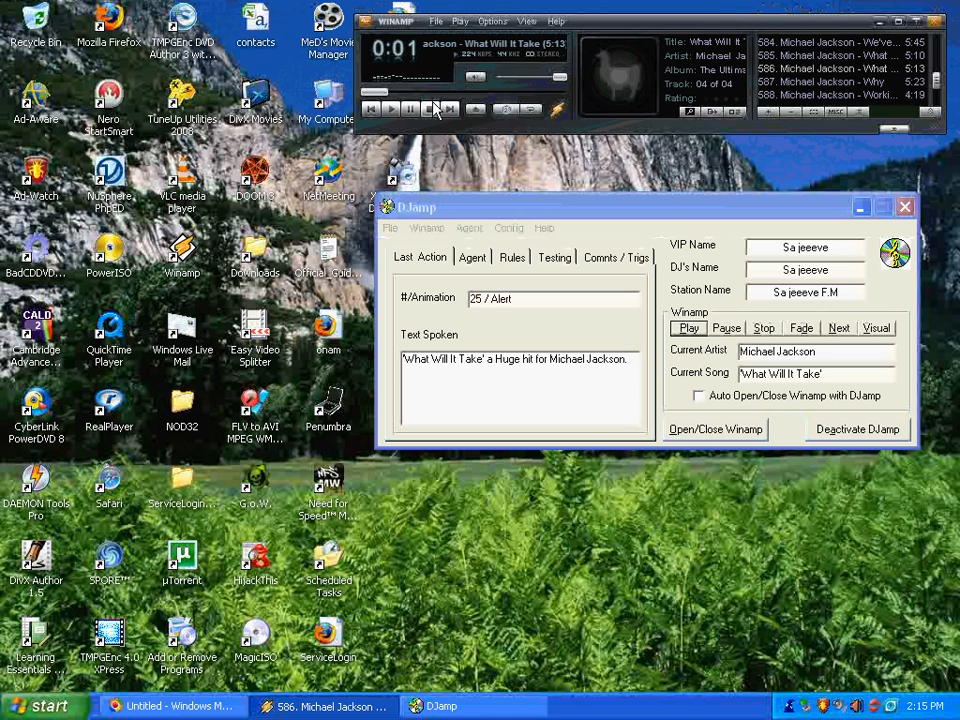 WINAMP File Play Options View Help
0:01
ackson - What Will It Take (5:13)
224 KBPS 44 KHZ STEREO
Title: What Will It
Artist: Michael Ja
Album: The Ultima
Track: 04 of 04
Rating:
584. Michael Jackson - We've... 5:45
585. Michael Jackson - What ... 5:10
586. Michael Jackson - What ... 5:13
587. Michael Jackson - Why 5:23
588. Michael Jackson - Worki... 4:19
MISC
Recycle Bin
Mozilla Firefox
TMPGEnc DVD
Author 3 wit...
contacts
MeD's Movie
Manager
Ad-Aware
Nero
StartSmart
TuneUp Utilities
2008
DivX Movies
My Compute
Ad-Watch
NuSphere
PhpED
VLC media
player
DOOM 3
NetMeeting
BadCDDVD...
PowerISO
Winamp
Downloads
Official_Guid...
CALD
2
Cambridge
Advance...
QuickTime
Player
Windows Live
Mail
Easy Video
Splitter
onam
CyberLink
PowerDVD 8
RealPlayer
NOD32
FLV to AVI
MPEG WM...
Penumbra
DAEMON Tools
Pro
Safari
ServiceLogin...
G.o.W.
Need for
Speed™ M...
DivX Author
1.5
SPORE™
µTorrent
HijackThis
Scheduled
Tasks
Learning
Essentials ...
TMPGEnc 4.0
XPress
Add or Remove
Programs
MagicISO
ServiceLogin
DJamp
File Winamp Agent Config Help
Last Action Agent Rules Testing Comnts / Trigs
#/Animation 25 / Alert
Text Spoken
'What Will It Take' a Huge hit for Michael Jackson.
VIP Name Sa jeeeve
DJ's Name Sa jeeeve
Station Name Sa jeeeve F.M
Winamp
Play Pause Stop Fade Next Visual
Current Artist Michael Jackson
Current Song 'What Will It Take'
Auto Open/Close Winamp with DJamp
Open/Close Winamp Deactivate DJamp
start
Untitled - Windows M...
586. Michael Jackson ...
DJamp
2:15 PM